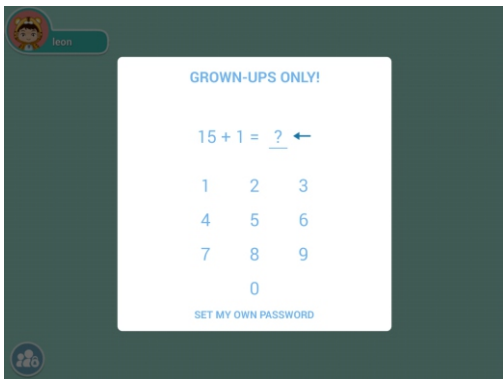 leon
GROWN-UPS ONLY!
15 + 1 = ?
1 2 3
4 5 6
7 8 9
0
SET MY OWN PASSWORD